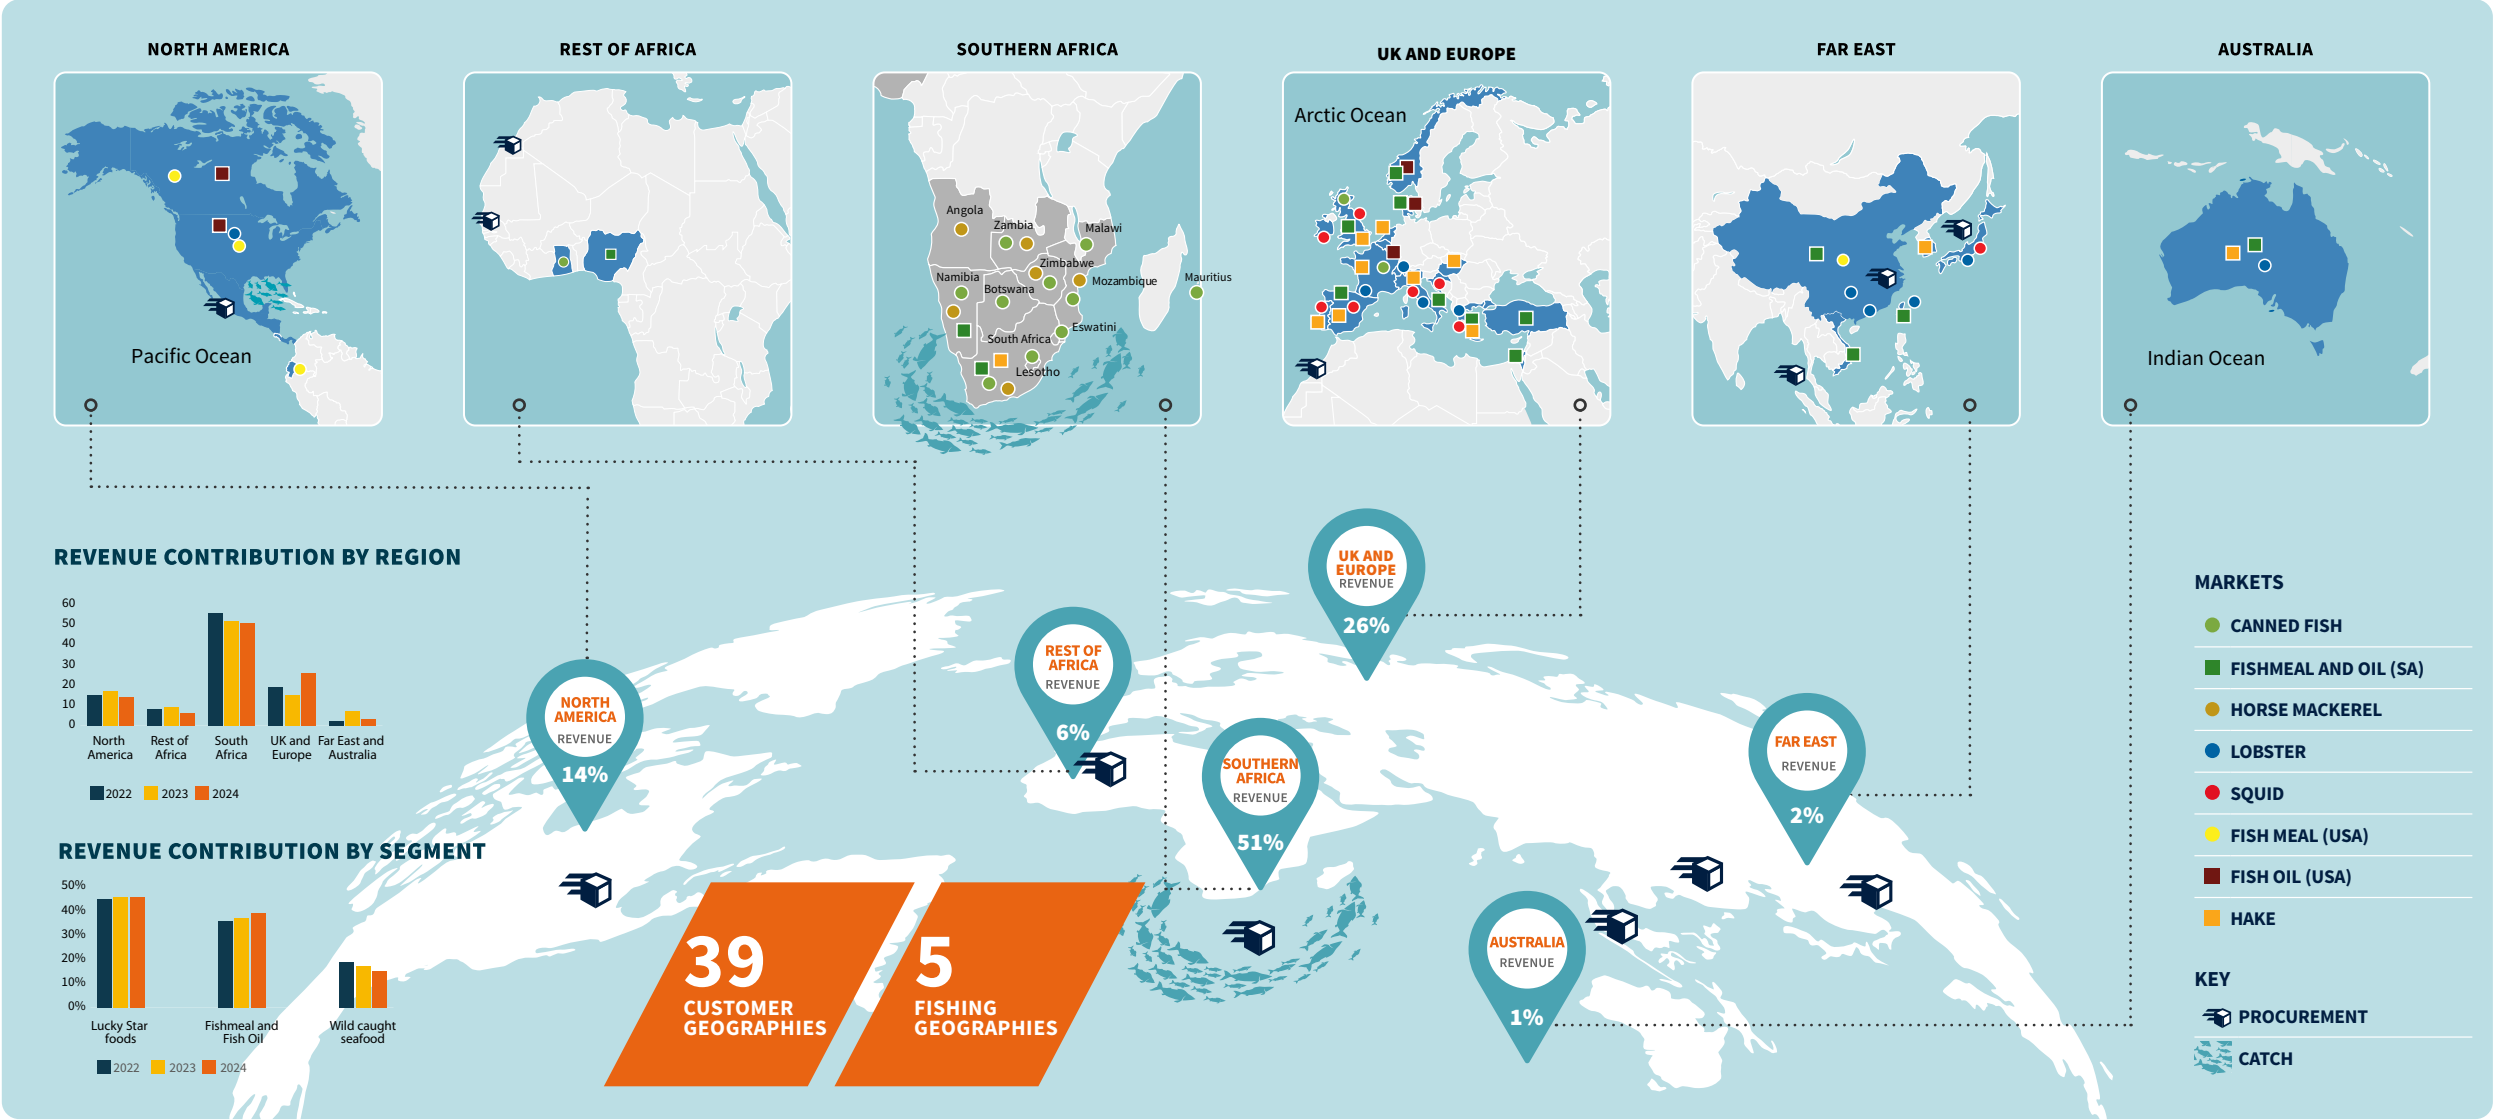 NORTH AMERICA
REST OF AFRICA
SOUTHERN AFRICA
UK AND EUROPE
FAR EAST
AUSTRALIA
Pacific Ocean
Angola
Zambia
Malawi
Zimbabwe
Namibia
Botswana
Mozambique
Mauritius
Eswatini
South Africa
Lesotho
Arctic Ocean
Indian Ocean
REVENUE CONTRIBUTION BY REGION
60
50
40
30
20
10
0
North
America
Rest of
Africa
South
Africa
UK and
Europe
Far East and
Australia
2022
2023
2024
REVENUE CONTRIBUTION BY SEGMENT
50%
40%
30%
20%
10%
0%
Lucky Star
foods
Fishmeal and
Fish Oil
Wild caught
seafood
2022
2023
2024
NORTH
AMERICA
REVENUE
14%
REST OF
AFRICA
REVENUE
6%
SOUTHERN
AFRICA
REVENUE
51%
UK AND
EUROPE
REVENUE
26%
FAR EAST
REVENUE
2%
AUSTRALIA
REVENUE
1%
39
CUSTOMER
GEOGRAPHIES
5
FISHING
GEOGRAPHIES
MARKETS
CANNED FISH
FISHMEAL AND OIL (SA)
HORSE MACKEREL
LOBSTER
SQUID
FISH MEAL (USA)
FISH OIL (USA)
HAKE
KEY
PROCUREMENT
CATCH